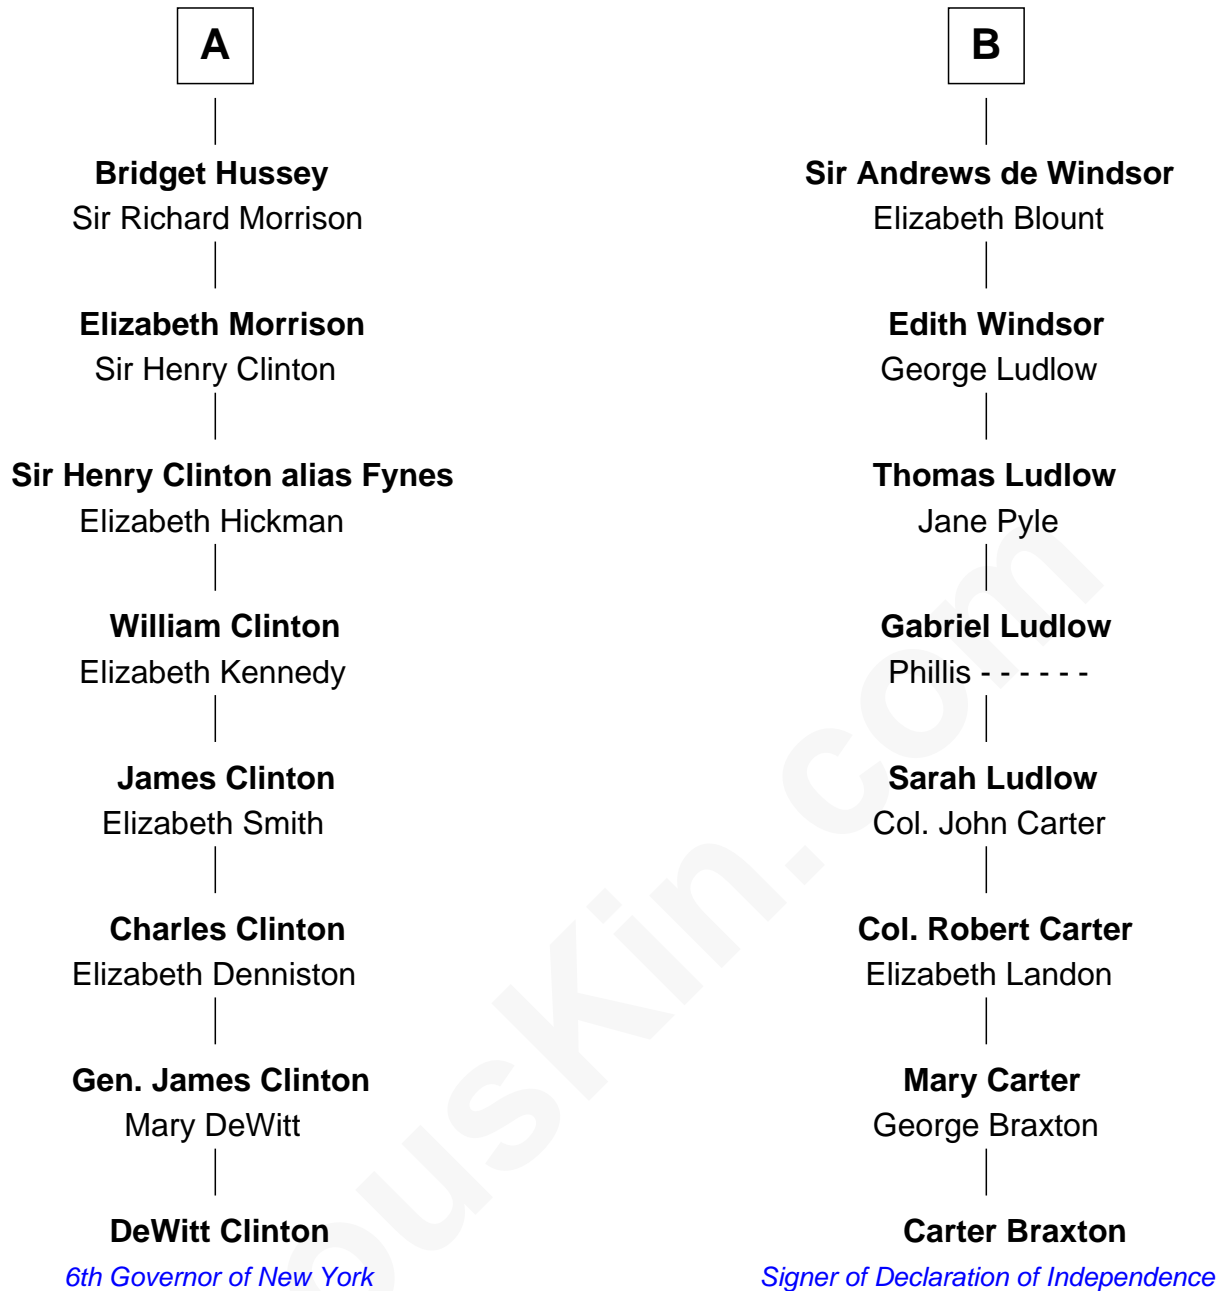 A
Bridget Hussey
Sir Richard Morrison
Elizabeth Morrison
Sir Henry Clinton
Sir Henry Clinton alias Fynes
Elizabeth Hickman
William Clinton
Elizabeth Kennedy
James Clinton
Elizabeth Smith
Charles Clinton
Elizabeth Denniston
Gen. James Clinton
Mary DeWitt
DeWitt Clinton
6th Governor of New York
B
Sir Andrews de Windsor
Elizabeth Blount
Edith Windsor
George Ludlow
Thomas Ludlow
Jane Pyle
Gabriel Ludlow
Phillis - - - - - -
Sarah Ludlow
Col. John Carter
Col. Robert Carter
Elizabeth Landon
Mary Carter
George Braxton
Carter Braxton
Signer of Declaration of Independence
ousKin.com